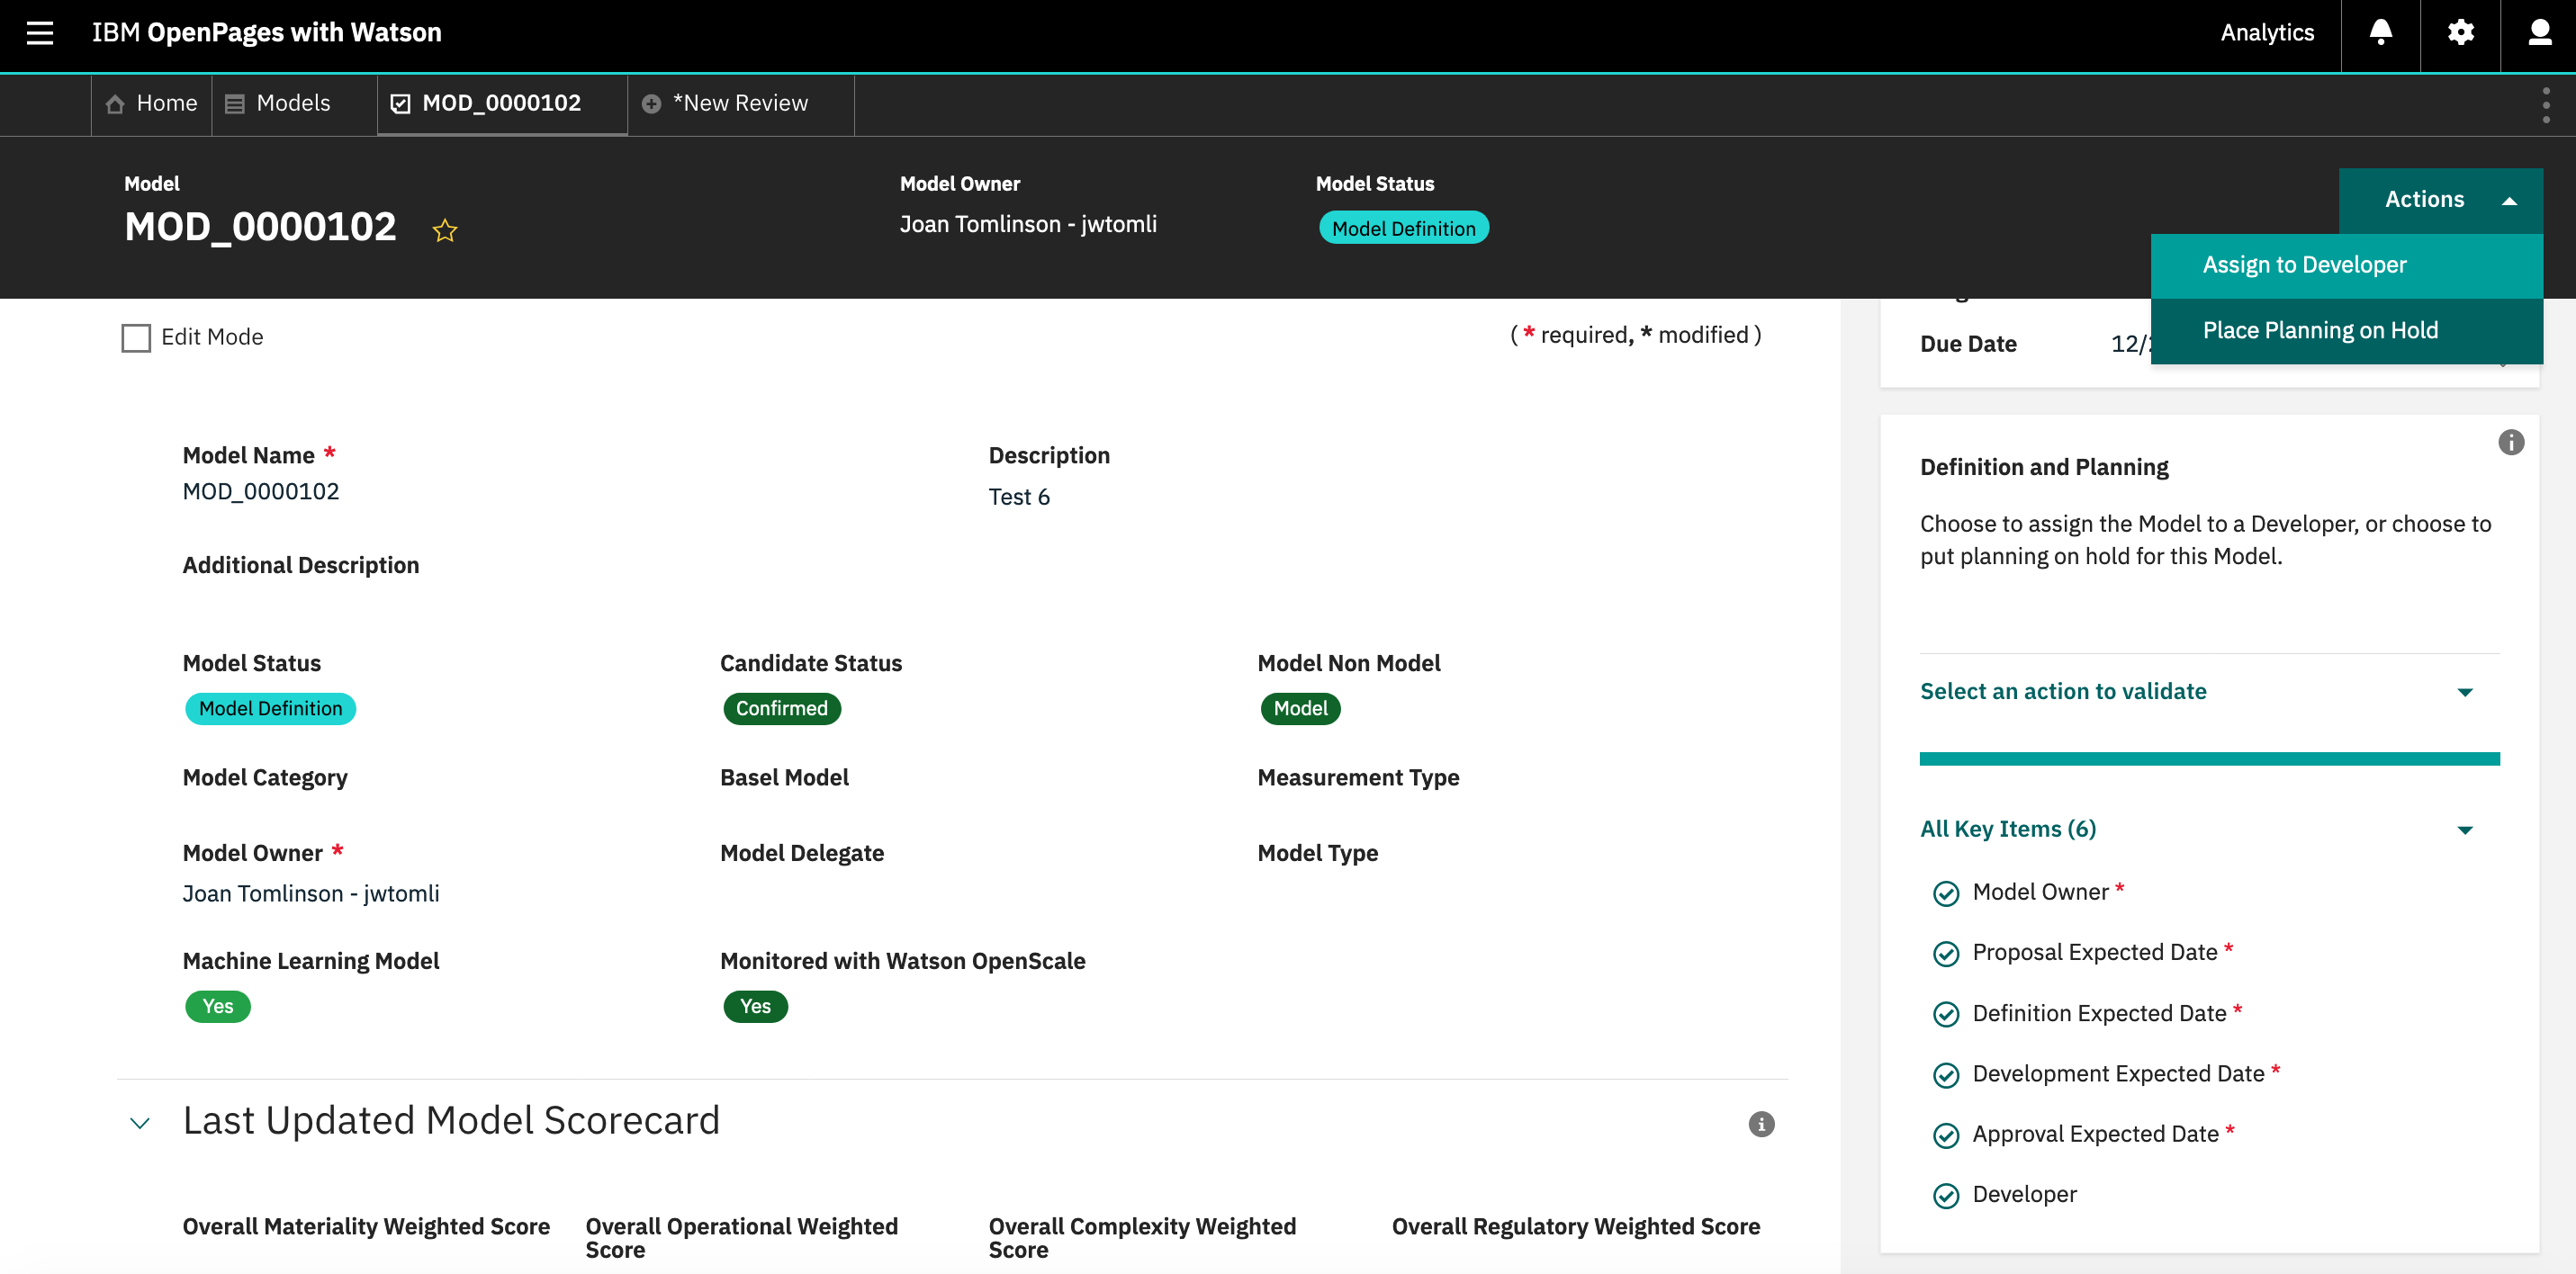 IBM OpenPages with Watson
Analytics
Home
Models
MOD_0000102
*New Review
Model
MOD_0000102
Model Owner
Joan Tomlinson - jwtomli
Model Status
Model Definition
Actions
Assign to Developer
Place Planning on Hold
Edit Mode
( * required, * modified )
Due Date
Model Name *
MOD_0000102
Description
Test 6
Additional Description
Model Status
Model Definition
Candidate Status
Confirmed
Model Non Model
Model
Model Category
Basel Model
Measurement Type
Model Owner *
Joan Tomlinson - jwtomli
Model Delegate
Model Type
Machine Learning Model
Yes
Monitored with Watson OpenScale
Yes
Last Updated Model Scorecard
Overall Materiality Weighted Score
Overall Operational Weighted
Score
Overall Complexity Weighted
Score
Overall Regulatory Weighted Score
Definition and Planning
Choose to assign the Model to a Developer, or choose to
put planning on hold for this Model.
Select an action to validate
All Key Items (6)
Model Owner *
Proposal Expected Date *
Definition Expected Date *
Development Expected Date *
Approval Expected Date *
Developer